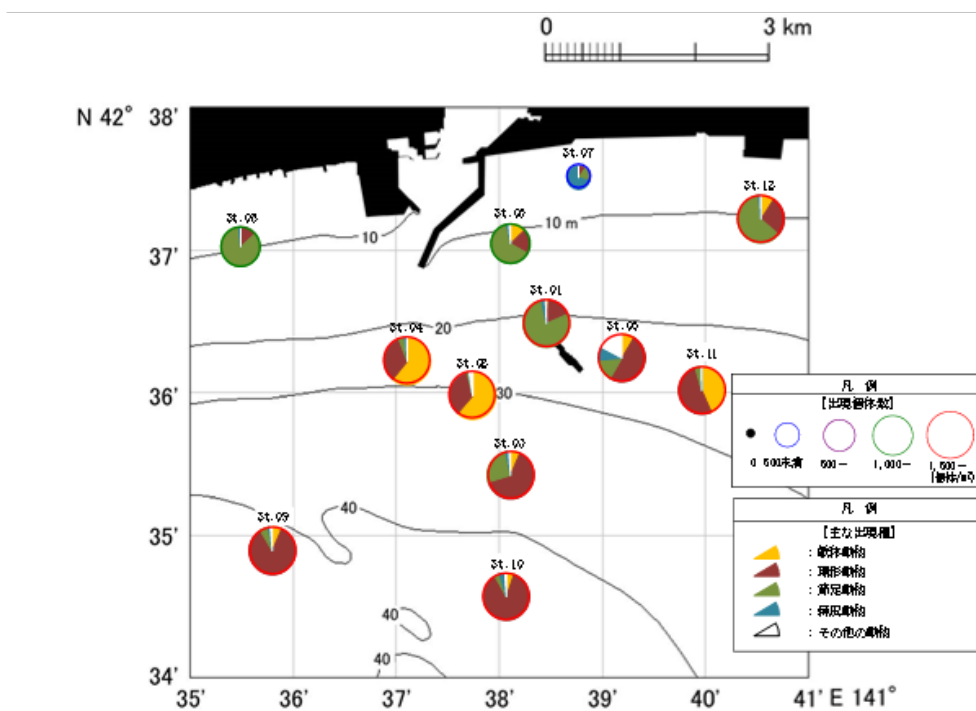 0 3 km
N 42° 38'
37'
36'
35'
34'
35' 36' 37' 38' 39' 40' 41' E 141°
St.07
St.12
St.08
St.06
10 m
10
St.01
20
St.04
St.05
St.02
St.11
30
St.03
St.09
40
St.10
40
40
凡 例
【出現個体数】
0 500未満 500－ 1,000－ 1,500－
(個体/㎡)
凡 例
【主な出現種】
：軟体動物
：環形動物
：節足動物
：棘皮動物
：その他の動物